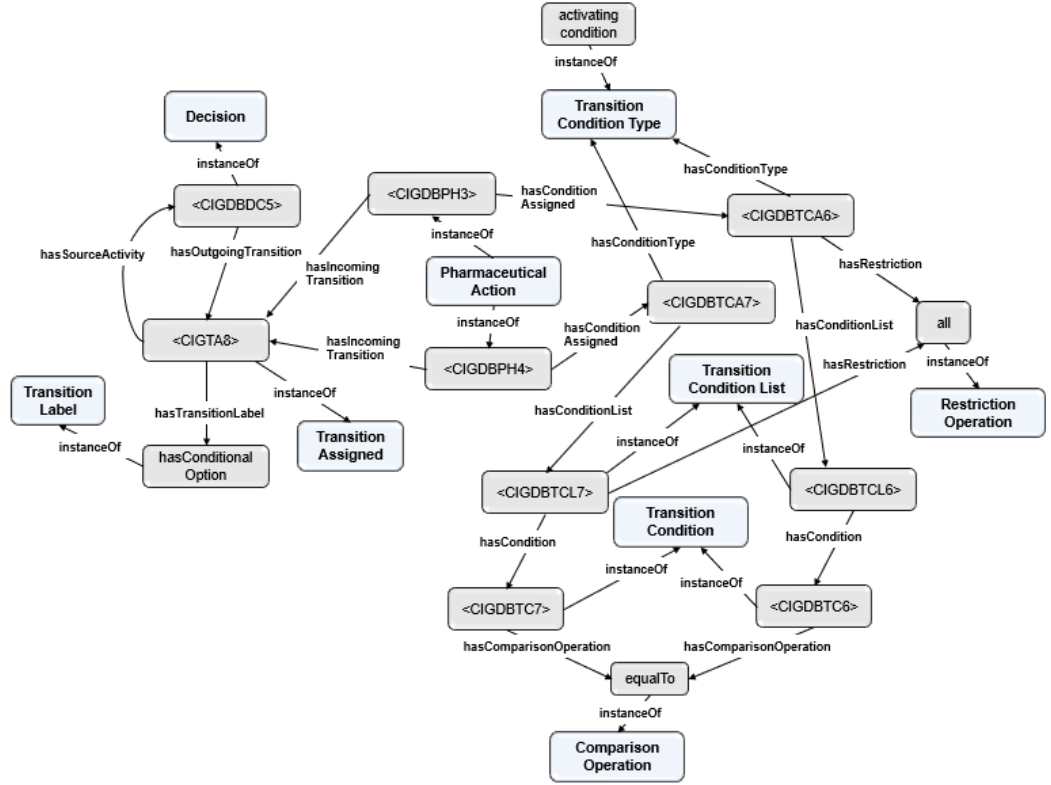 activating
condition
instanceOf
Transition
Condition Type
Decision
instanceOf
hasConditionType
<CIGDBDC5>
<CIGDBPH3>
hasCondition
Assigned
<CIGDBTCA6>
instanceOf
hasSourceActivity
hasOutgoingTransition
hasIncoming
Transition
Pharmaceutical
Action
hasConditionType
hasRestriction
<CIGDBTCA7>
instanceOf
hasCondition
Assigned
hasConditionList
all
<CIGTA8>
hasIncoming
Transition
<CIGDBPH4>
hasRestriction
instanceOf
Transition
Condition List
Transition
Label
instanceOf
hasTransitionLabel
hasConditionList
Restriction
Operation
instanceOf
Transition
Assigned
instanceOf
instanceOf
hasConditional
Option
<CIGDBTCL7>
<CIGDBTCL6>
Transition
Condition
hasCondition
hasCondition
instanceOf
instanceOf
<CIGDBTC7>
<CIGDBTC6>
hasComparisonOperation
hasComparisonOperation
equalTo
instanceOf
Comparison
Operation